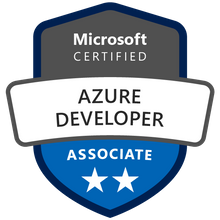 Microsoft
CERTIFIED
AZURE
DEVELOPER
ASSOCIATE